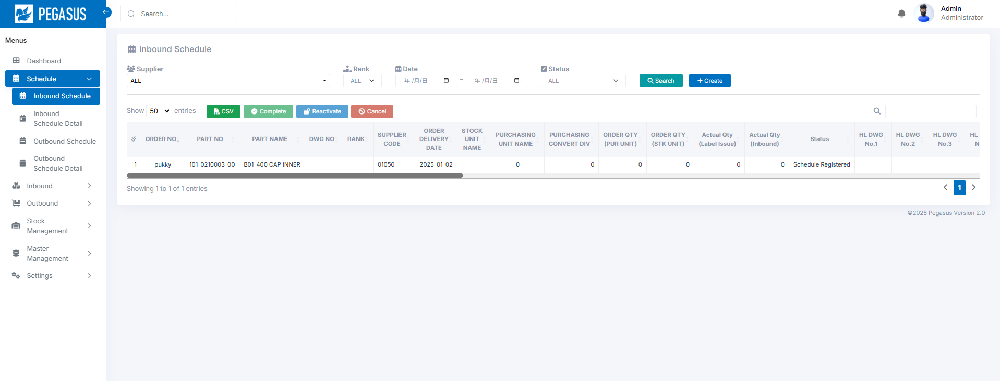 PEGASUS
Search...
Admin
Administrator
Menus
Dashboard
Schedule
Inbound Schedule
Inbound
Schedule Detail
Outbound Schedule
Outbound
Schedule Detail
Inbound
Outbound
Stock
Management
Master
Management
Settings
Inbound Schedule
Supplier
Rank
Date
Status
ALL
ALL
年 /月/日
~
年 /月/日
ALL
Search
+ Create
Show 50 entries
CSV
Complete
Reactivate
Cancel
ORDER NO
PART NO
PART NAME
DWG NO
RANK
SUPPLIER
CODE
ORDER
DELIVERY
DATE
STOCK
UNIT
NAME
PURCHASING
UNIT NAME
PURCHASING
CONVERT DIV
ORDER QTY
(PUR UNIT)
ORDER QTY
(STK UNIT)
Actual Qty
(Label Issue)
Actual Qty
(Inbound)
Status
HL DWG
No.1
HL DWG
No.2
HL DWG
No.3
HL
1 pukky 101-0210003-00 B01-400 CAP INNER 01050 2025-01-02 0 0 0 0 0 0 Schedule Registered
Showing 1 to 1 of 1 entries
1
©2025 Pegasus Version 2.0